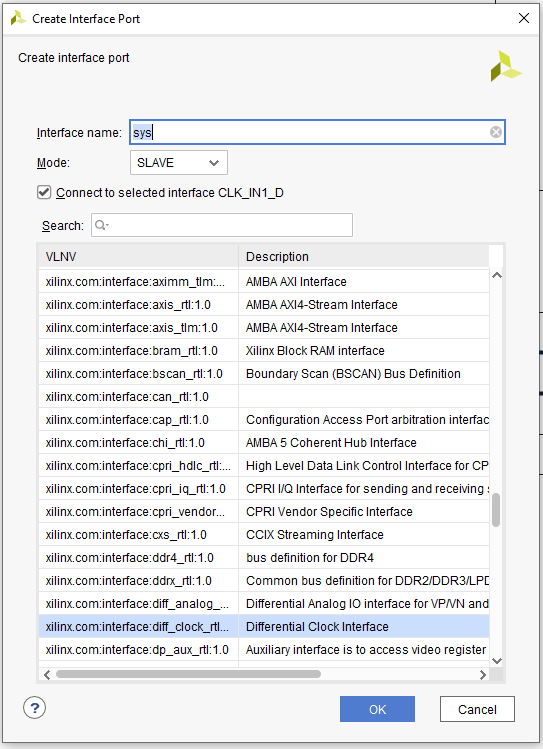 Create Interface Port
Create interface port
Interface name: sys
Mode: SLAVE
Connect to selected interface CLK_IN1_D
Search:
VLNV Description
xilinx.com:interface:aximm_tlm:... AMBA AXI Interface
xilinx.com:interface:axis_rtl:1.0 AMBA AXI4-Stream Interface
xilinx.com:interface:axis_tlm:1.0 AMBA AXI4-Stream Interface
xilinx.com:interface:bram_rtl:1.0 Xilinx Block RAM interface
xilinx.com:interface:bscan_rtl:1.0 Boundary Scan (BSCAN) Bus Definition
xilinx.com:interface:can_rtl:1.0
xilinx.com:interface:cap_rtl:1.0 Configuration Access Port arbitration interfac
xilinx.com:interface:chi_rtl:1.0 AMBA 5 Coherent Hub Interface
xilinx.com:interface:cpri_hdlc_rtl:... High Level Data Link Control Interface for CP
xilinx.com:interface:cpri_iq_rtl:1.0 CPRI I/Q Interface for sending and receiving s
xilinx.com:interface:cpri_vendor... CPRI Vendor Specific Interface
xilinx.com:interface:cxs_rtl:1.0 CCIX Streaming Interface
xilinx.com:interface:ddr4_rtl:1.0 bus definition for DDR4
xilinx.com:interface:ddrx_rtl:1.0 Common bus definition for DDR2/DDR3/LPD
xilinx.com:interface:diff_analog_... Differential Analog IO interface for VP/VN and
xilinx.com:interface:diff_clock_rtl... Differential Clock Interface
xilinx.com:interface:dp_aux_rtl:1.0 Auxiliary interface is to access video register
? OK Cancel